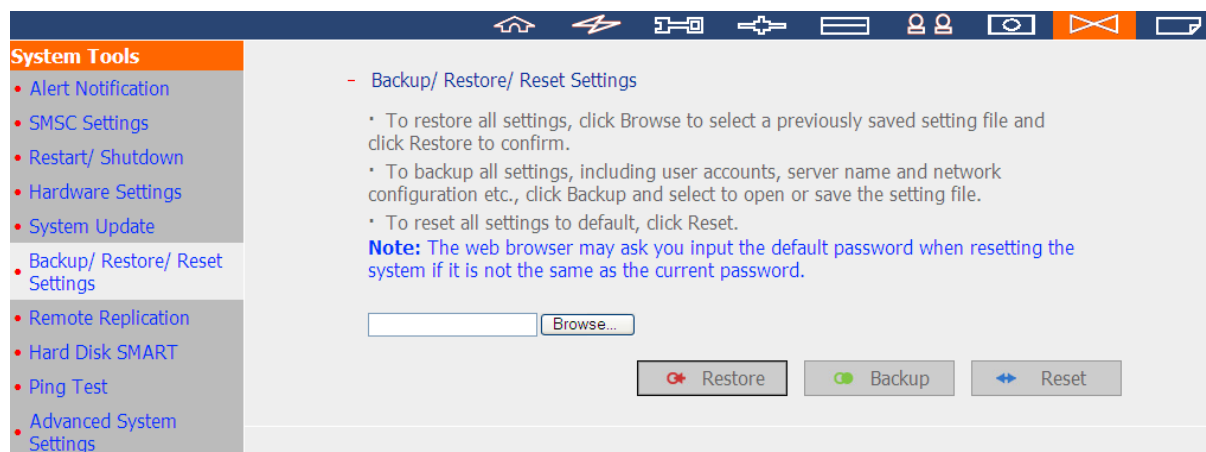 System Tools
• Alert Notification
• SMSC Settings
• Restart/ Shutdown
• Hardware Settings
• System Update
• Backup/ Restore/ Reset
Settings
• Remote Replication
• Hard Disk SMART
• Ping Test
• Advanced System
Settings
- Backup/ Restore/ Reset Settings
· To restore all settings, click Browse to select a previously saved setting file and
click Restore to confirm.
· To backup all settings, including user accounts, server name and network
configuration etc., click Backup and select to open or save the setting file.
· To reset all settings to default, click Reset.
Note: The web browser may ask you input the default password when resetting the
system if it is not the same as the current password.
Browse...
Restore Backup Reset